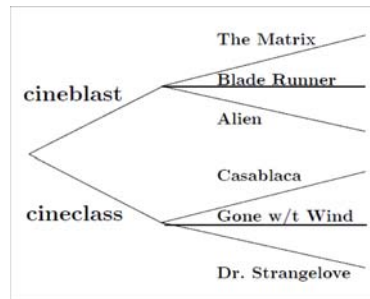 The Matrix
Blade Runner
cineblast
Alien
Casablaca
cineclass
Gone w/t Wind
Dr. Strangelove